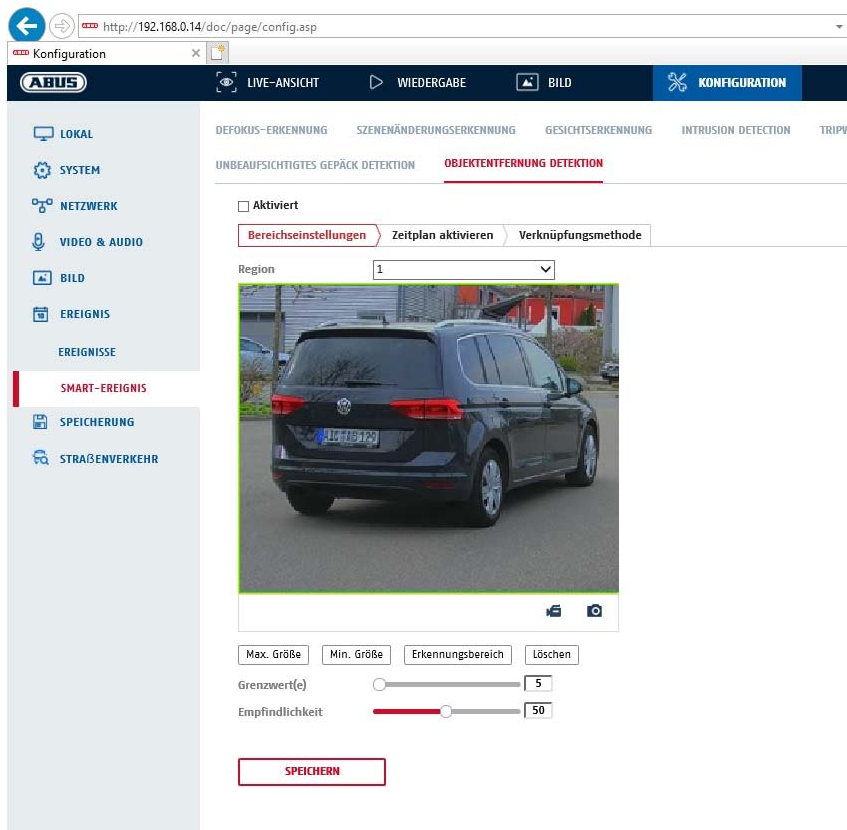 http://192.168.0.14/doc/page/config.asp
Konfiguration
ABUS
LIVE-ANSICHT WIEDERGABE BILD KONFIGURATION
LOKAL
SYSTEM
NETZWERK
VIDEO & AUDIO
BILD
EREIGNIS
EREIGNISSE
SMART-EREIGNIS
SPEICHERUNG
STRAßENVERKEHR
DEFOKUS-ERKENNUNG SZENENÄNDERUNGSERKENNUNG GESICHTSERKENNUNG INTRUSION DETECTION
UNBEAUFSICHTIGTES GEPÄCK DETEKTION OBJEKTENTFERNUNG DETEKTION
Aktiviert
Bereichseinstellungen Zeitplan aktivieren Verknüpfungsmethode
Region 1
Max. Größe Min. Größe Erkennungsbereich Löschen
Grenzwert(e) 5
Empfindlichkeit 50
SPEICHERN